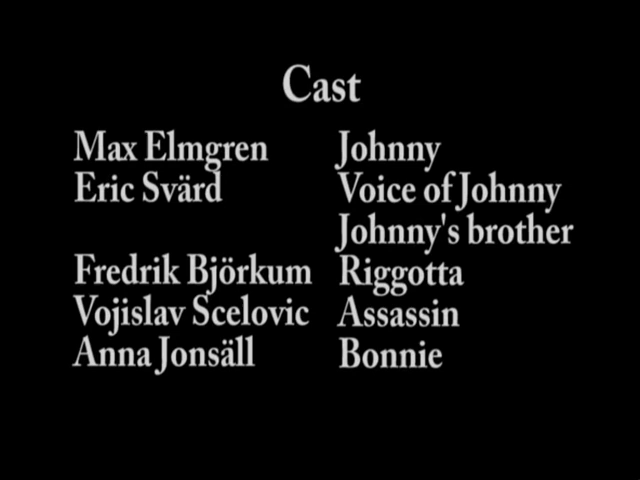 Cast
Max Elmgren Johnny
Eric Svärd Voice of Johnny
Johnny's brother
Fredrik Björkum Riggotta
Vojislav Scelovic Assassin
Anna Jonsäll Bonnie